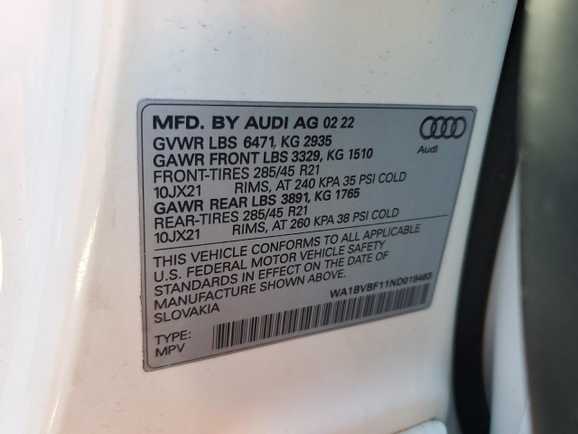 MFD. BY AUDI AG 02 22
GVWR LBS 6471, KG 2935
GAWR FRONT LBS 3329, KG 1510
FRONT-TIRES 285/45 R21
10JX21 RIMS, AT 240 KPA 35 PSI COLD
GAWR REAR LBS 3891, KG 1765
REAR-TIRES 285/45 R21
10JX21 RIMS, AT 260 KPA 38 PSI COLD
THIS VEHICLE CONFORMS TO ALL APPLICABLE
U.S. FEDERAL MOTOR VEHICLE SAFETY
STANDARDS IN EFFECT ON THE DATE OF
MANUFACTURE SHOWN ABOVE.
SLOVAKIA
TYPE:
MPV
Audi